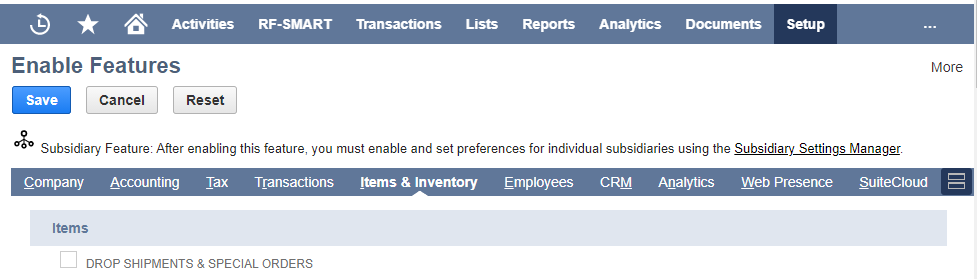 Activities RF-SMART Transactions Lists Reports Analytics Documents Setup ...
Enable Features
More
Save Cancel Reset
Subsidiary Feature: After enabling this feature, you must enable and set preferences for individual subsidiaries using the Subsidiary Settings Manager.
Company Accounting Tax Transactions Items & Inventory Employees CRM Analytics Web Presence SuiteCloud
Items
DROP SHIPMENTS & SPECIAL ORDERS